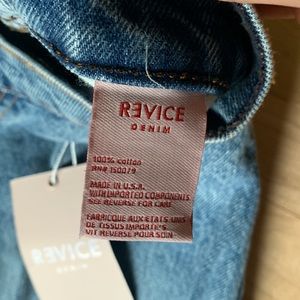 REVICE
DENIM
100% cotton
RN# 150079
MADE IN U.S.A.
WITH IMPORTED COMPONENTS
SEE REVERSE FOR CARE
FABRIQUE AUX ETATS UNIS
DE TISSUS IMPORTE'S
VIT REVERSE POUR SOIN
REVICE
DENIM